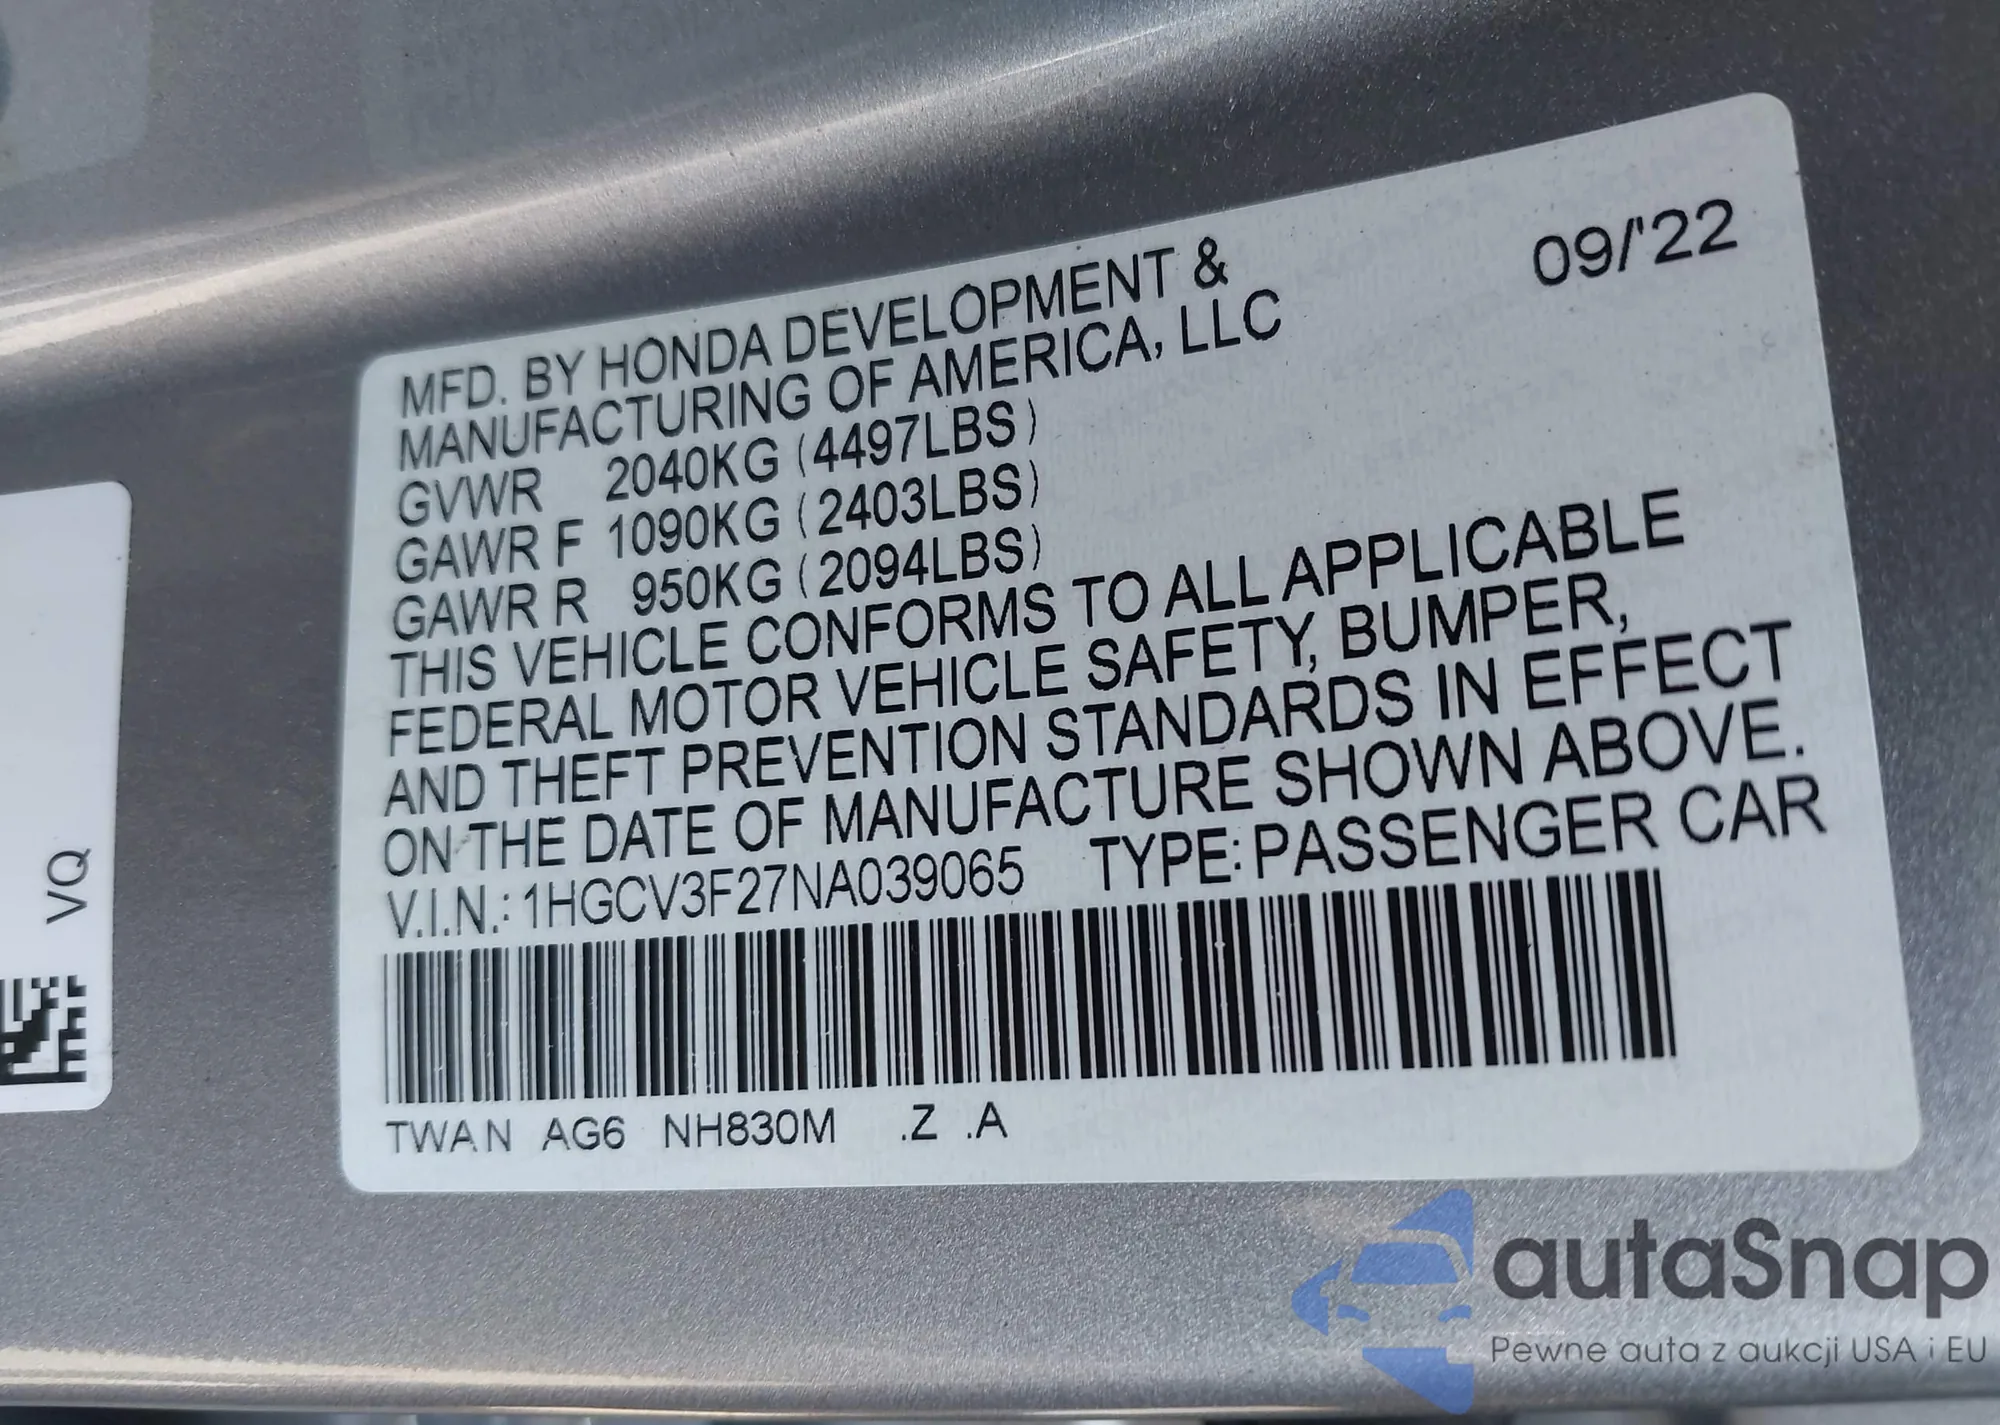 09/'22
MFD. BY HONDA DEVELOPMENT &
MANUFACTURING OF AMERICA, LLC
GVWR 2040KG (4497LBS)
GAWR F 1090KG (2403LBS)
GAWR R 950KG (2094LBS)
THIS VEHICLE CONFORMS TO ALL APPLICABLE
FEDERAL MOTOR VEHICLE SAFETY, BUMPER,
AND THEFT PREVENTION STANDARDS IN EFFECT
ON THE DATE OF MANUFACTURE SHOWN ABOVE.
V.I.N.: 1HGCV3F27NA039065 TYPE: PASSENGER CAR
TWAN AG6 NH830M .Z .A
VQ
autaSnap
Pewne auta z aukcji USA i EU